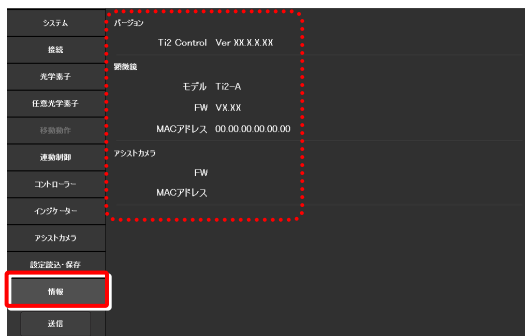 システム
接続
光学素子
任意光学素子
移動動作
連動制御
コントローラー
インジケーター
アシストカメラ
設定読込・保存
情報
送信
バージョン
Ti2 Control Ver XX.X.X.XX
顕微鏡
モデル Ti2-A
FW VX.XX
MACアドレス 00.00.00.00.00.00
アシストカメラ
FW
MACアドレス